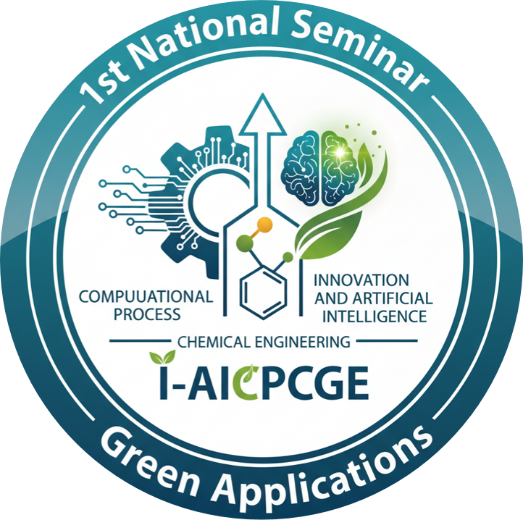 1st National Seminar
COMPUUATIONAL
PROCESS
INNOVATION
AND ARTIFICIAL
INTELLIGENCE
CHEMICAL ENGINEERING
I-AICPCGE
Green Applications